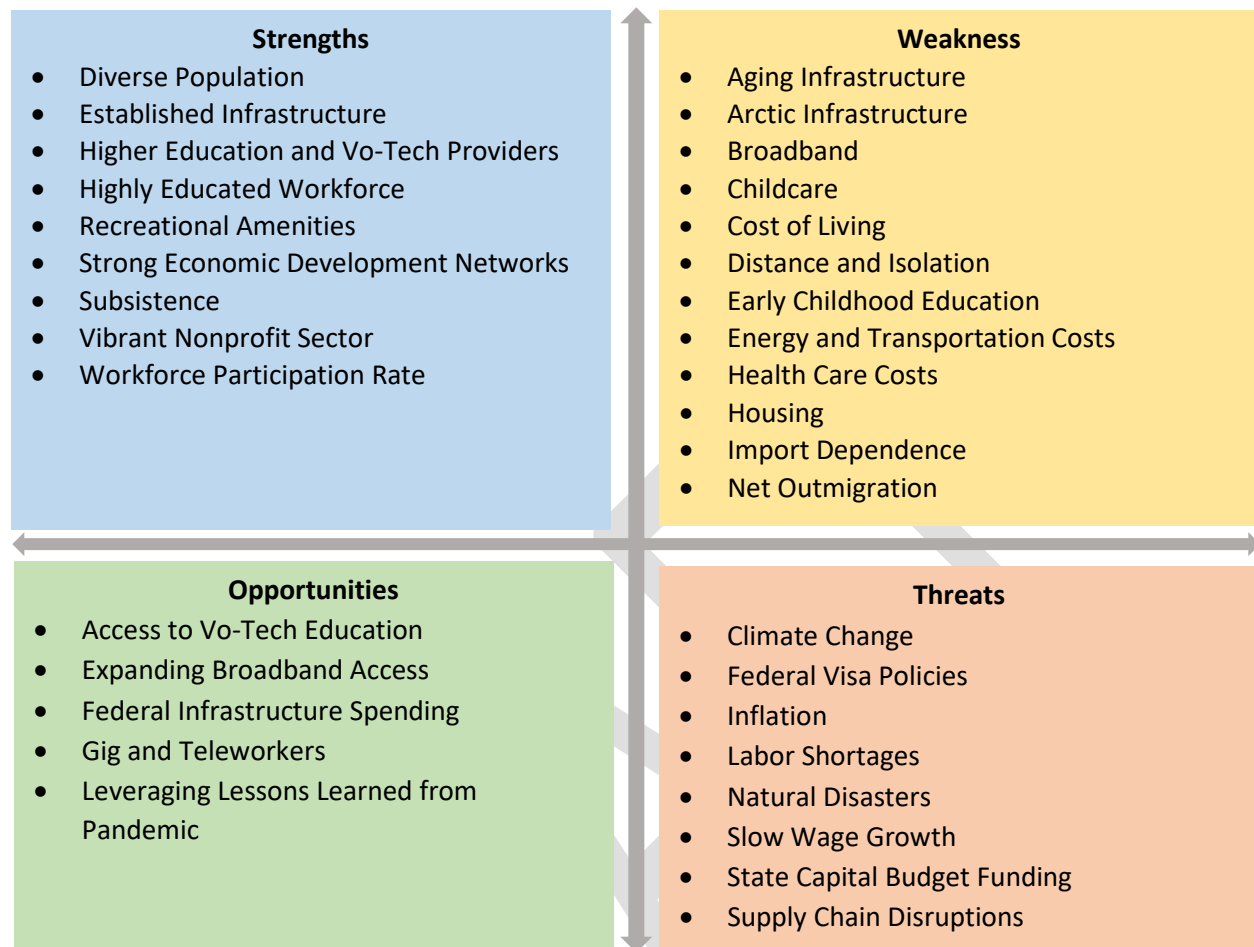 Strengths
• Diverse Population
• Established Infrastructure
• Higher Education and Vo-Tech Providers
• Highly Educated Workforce
• Recreational Amenities
• Strong Economic Development Networks
• Subsistence
• Vibrant Nonprofit Sector
• Workforce Participation Rate
Weakness
• Aging Infrastructure
• Arctic Infrastructure
• Broadband
• Childcare
• Cost of Living
• Distance and Isolation
• Early Childhood Education
• Energy and Transportation Costs
• Health Care Costs
• Housing
• Import Dependence
• Net Outmigration
Opportunities
• Access to Vo-Tech Education
• Expanding Broadband Access
• Federal Infrastructure Spending
• Gig and Teleworkers
• Leveraging Lessons Learned from
Pandemic
Threats
• Climate Change
• Federal Visa Policies
• Inflation
• Labor Shortages
• Natural Disasters
• Slow Wage Growth
• State Capital Budget Funding
• Supply Chain Disruptions